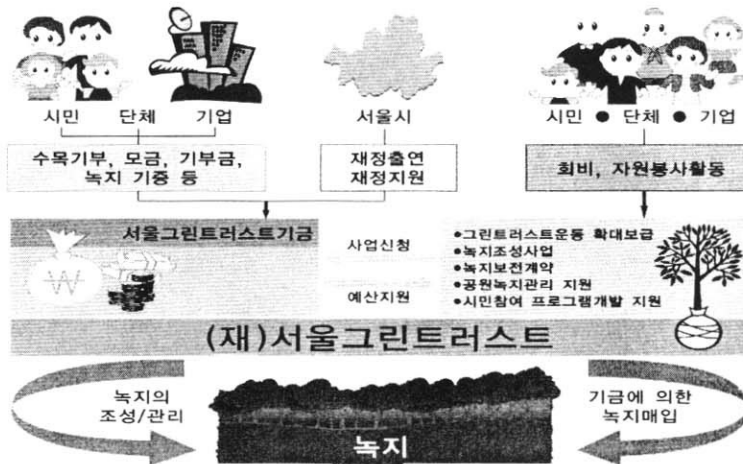 시민 단체 기업
서울시
시민 ● 단체 ● 기업
수목기부, 모금, 기부금,
녹지 기증 등
재정출연
재정지원
회비, 자원봉사활동
서울그린트러스트기금
₩
사업신청
예산지원
●그린트러스트운동 확대보급
●녹지조성사업
●녹지보전계약
●공원녹지관리 지원
●시민참여 프로그램개발 지원
(재)서울그린트러스트
녹지의
조성/관리
녹지
기금에 의한
녹지매입